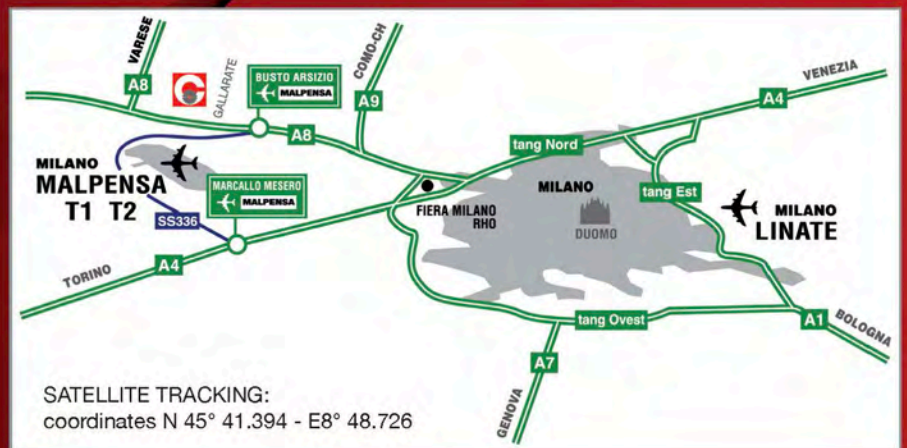 VARESE
COMO-CH
VENEZIA
A8
G
GALLARATE
BUSTO ARSIZIO
MALPENSA
A9
A4
A8
tang Nord
MILANO
MALPENSA
T1 T2
MARCALLO MESERO
MALPENSA
SS336
FIERA MILANO
RHO
MILANO
DUOMO
tang Est
MILANO
LINATE
TORINO
A4
tang Ovest
A1
BOLOGNA
A7
GENOVA
SATELLITE TRACKING:
coordinates N 45° 41.394 - E8° 48.726